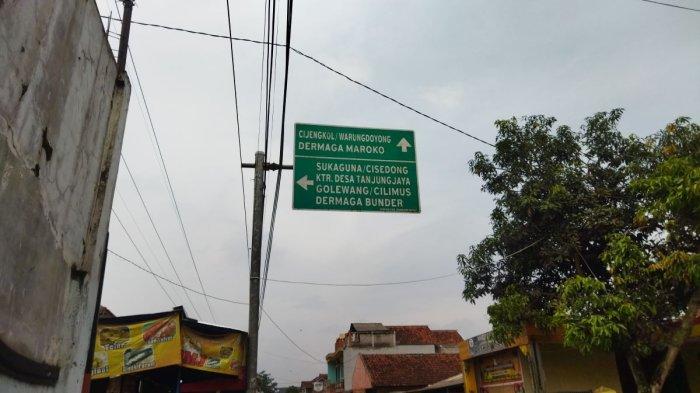 CIJENGKOL/WARUNGDOYONG
DERMAGA MAROKO
SUKAGUNA/CISEDONG
KTR. DESA TANJUNGJAYA
GOLEWANG/CILIMUS
DERMAGA BUNDER